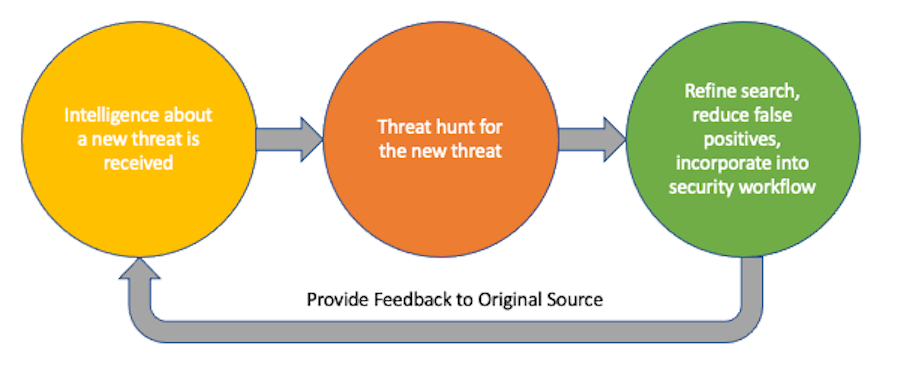 Intelligence about
a new threat is
received
Threat hunt for
the new threat
Refine search,
reduce false
positives,
incorporate into
security workflow
Provide Feedback to Original Source